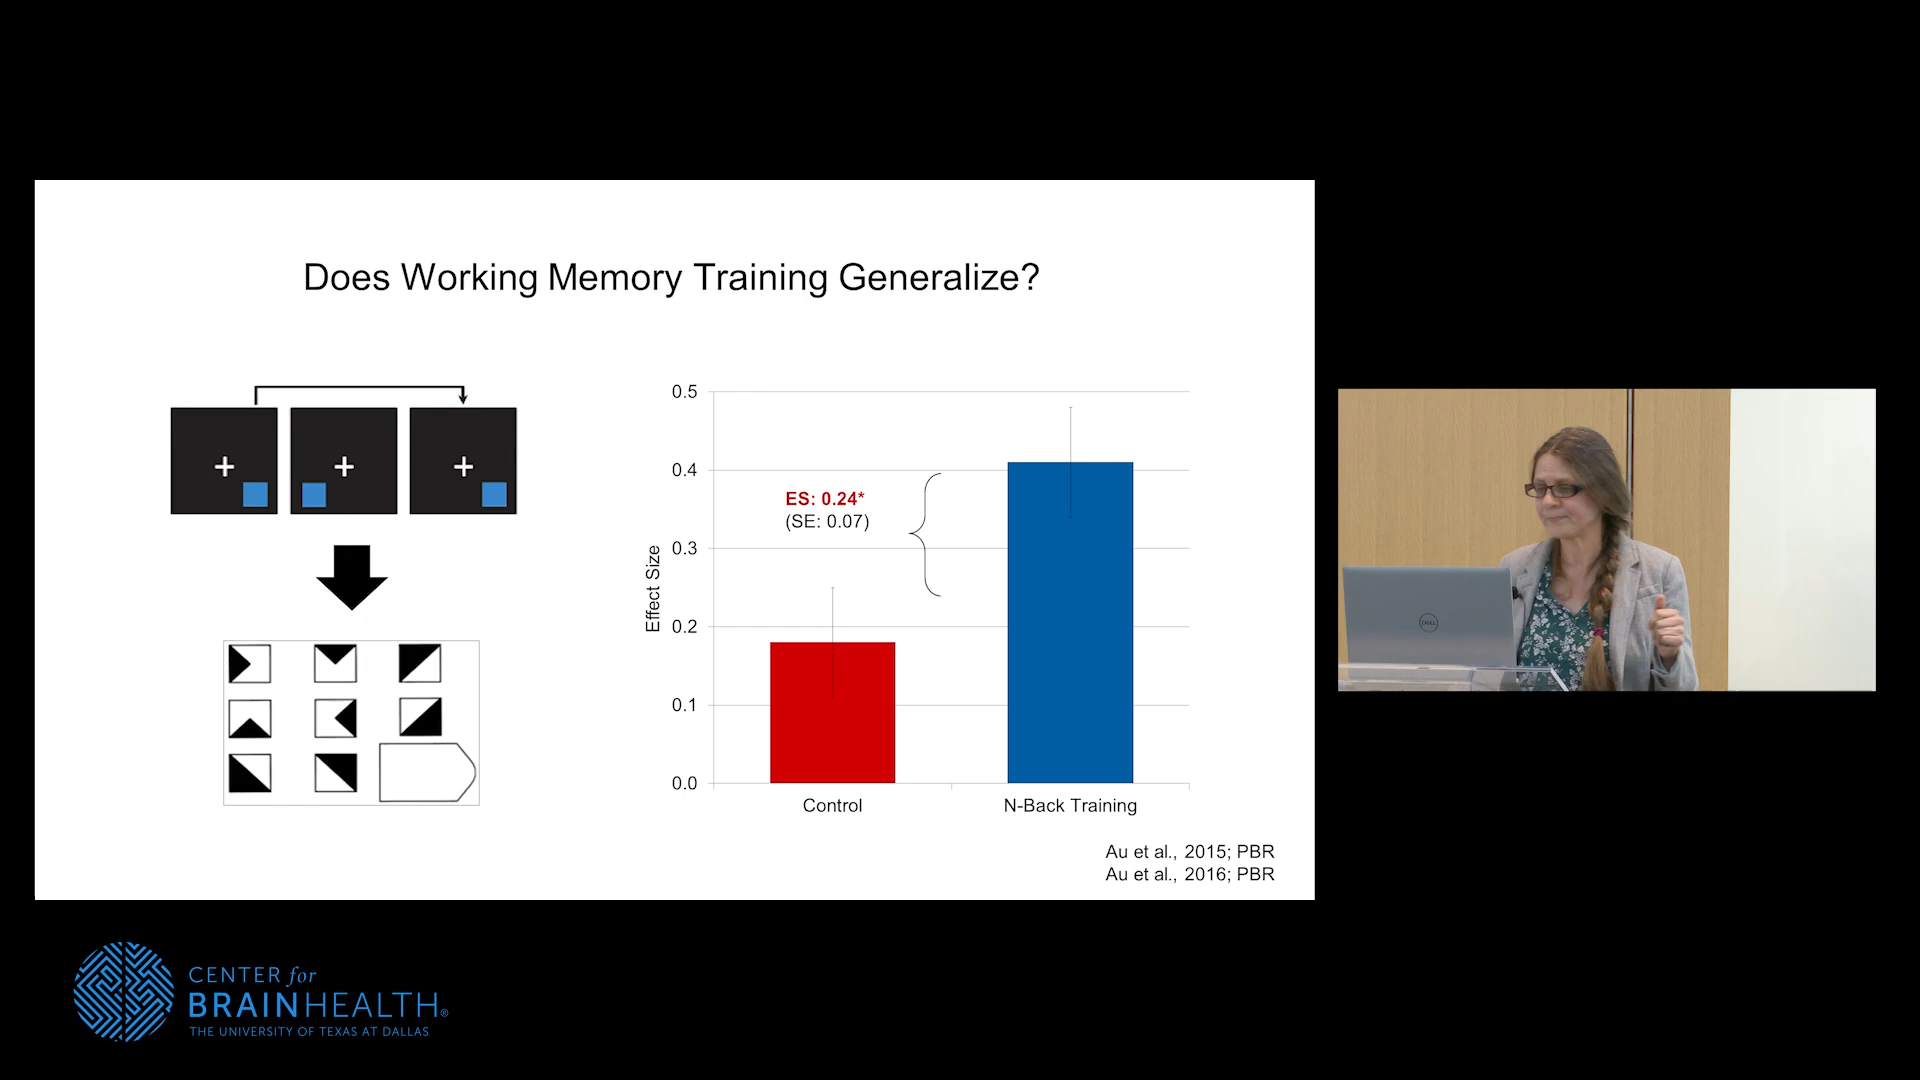 Does Working Memory Training Generalize?
0.5
0.4
0.3
0.2
0.1
0.0
Effect Size
ES: 0.24*
(SE: 0.07)
Control
N-Back Training
Au et al., 2015; PBR
Au et al., 2016; PBR
DELL
CENTER for
BRAINHEALTH®
THE UNIVERSITY OF TEXAS AT DALLAS